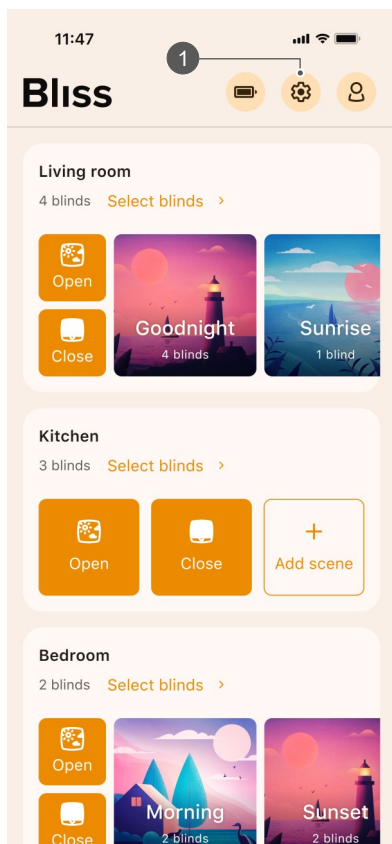 11:47
1
Blıss
Living room
4 blinds Select blinds >
Open
Close
Goodnight
4 blinds
Sunrise
1 blind
Kitchen
3 blinds Select blinds >
Open
Close
+
Add scene
Bedroom
2 blinds Select blinds >
Open
Close
Morning
2 blinds
Sunset
2 blinds